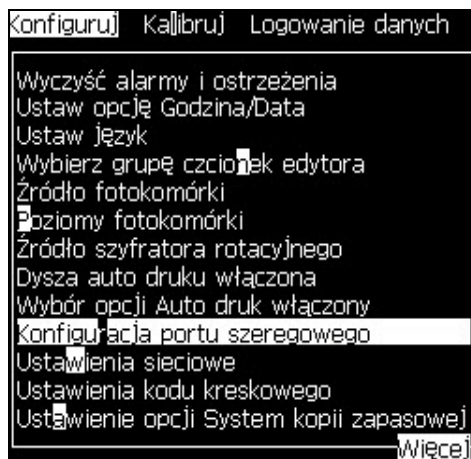 Konfiguruj Kalibruj Logowanie danych
Wyczyść alarmy i ostrzeżenia
Ustaw opcję Godzina/Data
Ustaw język
Wybierz grupę czcionek edytora
Źródło fotokomórki
Poziomy fotokomórki
Źródło szyfratora rotacyjnego
Dysza auto druku włączona
Wybór opcji Auto druk włączony
Konfiguracja portu szeregowego
Ustawienia sieciowe
Ustawienia kodu kreskowego
Ustawienie opcji System kopii zapasowej
Więcej